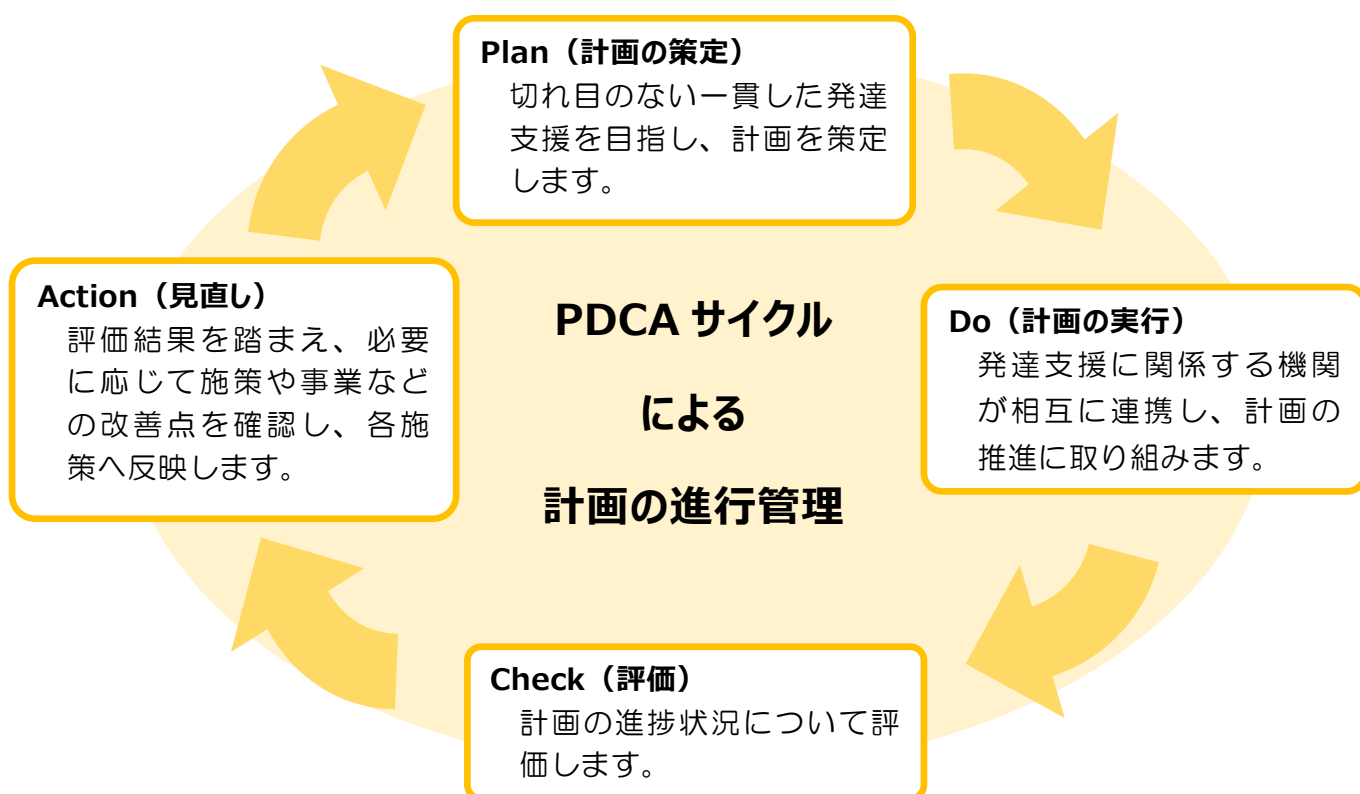 Plan（計画の策定）
切れ目のない一貫した発達
支援を目指し、計画を策定
します。
Action（見直し）
評価結果を踏まえ、必要
に応じて施策や事業など
の改善点を確認し、各施
策へ反映します。
PDCA サイクル
による
計画の進行管理
Do（計画の実行）
発達支援に関係する機関
が相互に連携し、計画の
推進に取り組みます。
Check（評価）
計画の進捗状況について評
価します。